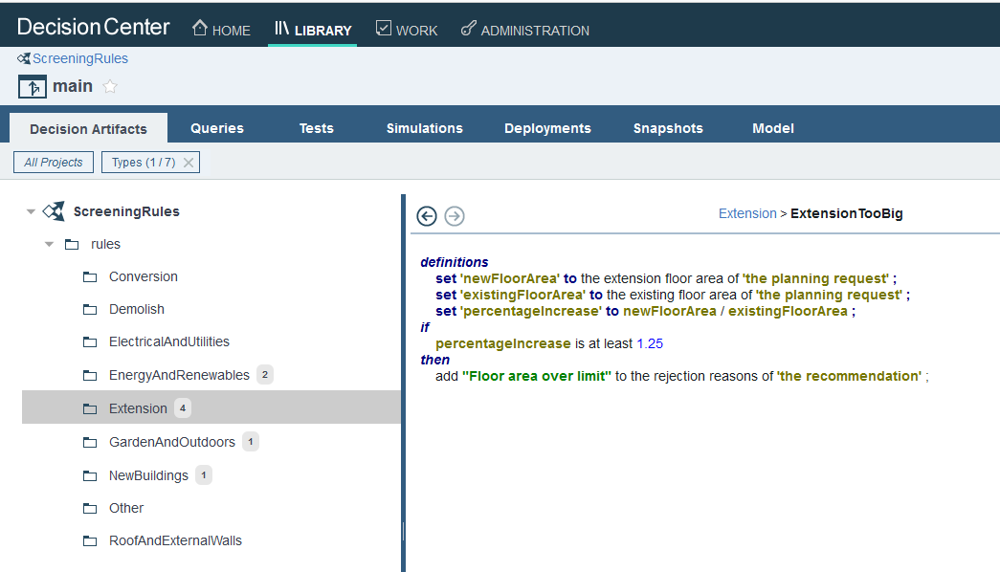 Decision Center HOME LIBRARY WORK ADMINISTRATION
ScreeningRules
main
Decision Artifacts Queries Tests Simulations Deployments Snapshots Model
All Projects Types (1 / 7)
ScreeningRules
rules
Conversion
Demolish
ElectricalAndUtilities
EnergyAndRenewables 2
Extension 4
GardenAndOutdoors 1
NewBuildings 1
Other
RoofAndExternalWalls
Extension > ExtensionTooBig
definitions
set 'newFloorArea' to the extension floor area of 'the planning request' ;
set 'existingFloorArea' to the existing floor area of 'the planning request' ;
set 'percentageIncrease' to newFloorArea / existingFloorArea ;
if
percentageIncrease is at least 1.25
then
add "Floor area over limit" to the rejection reasons of 'the recommendation' ;